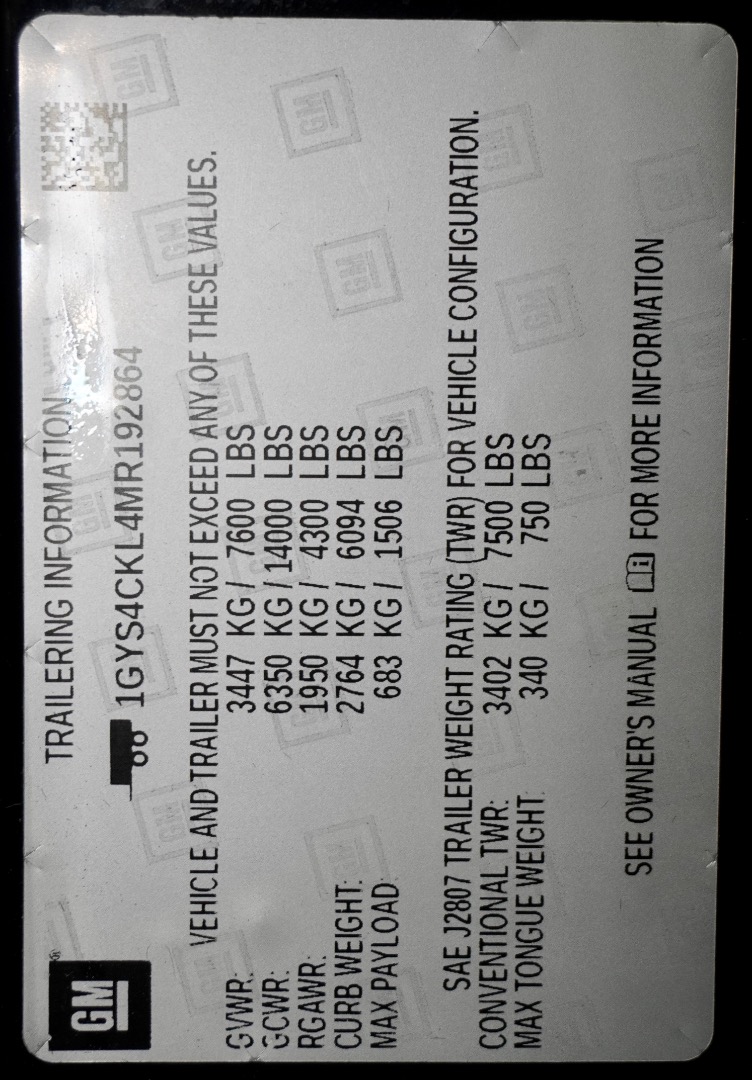 GM
TRAILERING INFORMATION
1GYS4CKL4MR192864
VEHICLE AND TRAILER MUST NOT EXCEED ANY OF THESE VALUES.
GVWR: 3447 KG / 7600 LBS
GCWR: 6350 KG / 14000 LBS
RGAWR: 1950 KG / 4300 LBS
CURB WEIGHT: 2764 KG / 6094 LBS
MAX PAYLOAD: 683 KG / 1506 LBS
SAE J2807 TRAILER WEIGHT RATING (TWR) FOR VEHICLE CONFIGURATION.
CONVENTIONAL TWR: 3402 KG / 7500 LBS
MAX TONGUE WEIGHT: 340 KG / 750 LBS
SEE OWNER'S MANUAL FOR MORE INFORMATION